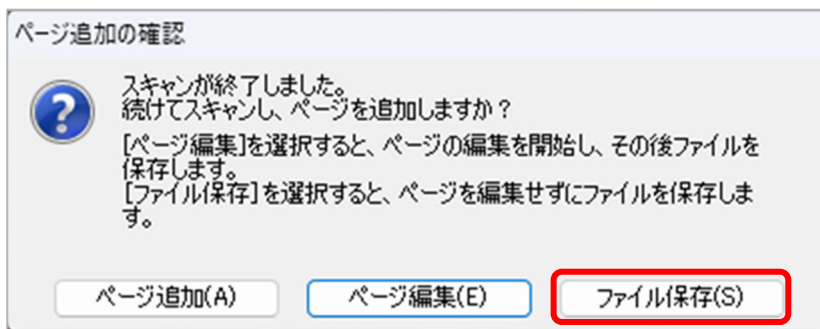 ページ追加の確認
スキャンが終了しました。
続けてスキャンし、ページを追加しますか？
[ページ編集]を選択すると、ページの編集を開始し、その後ファイルを
保存します。
[ファイル保存]を選択すると、ページを編集せずにファイルを保存しま
す。
ページ追加(A)
ページ編集(E)
ファイル保存(S)